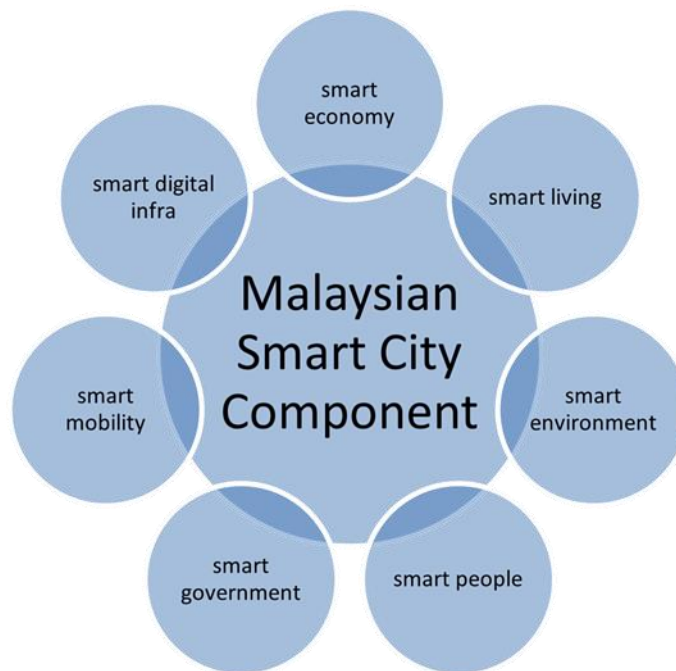 smart
economy
smart digital
infra
smart living
Malaysian
Smart City
Component
smart
mobility
smart
environment
smart
government
smart people